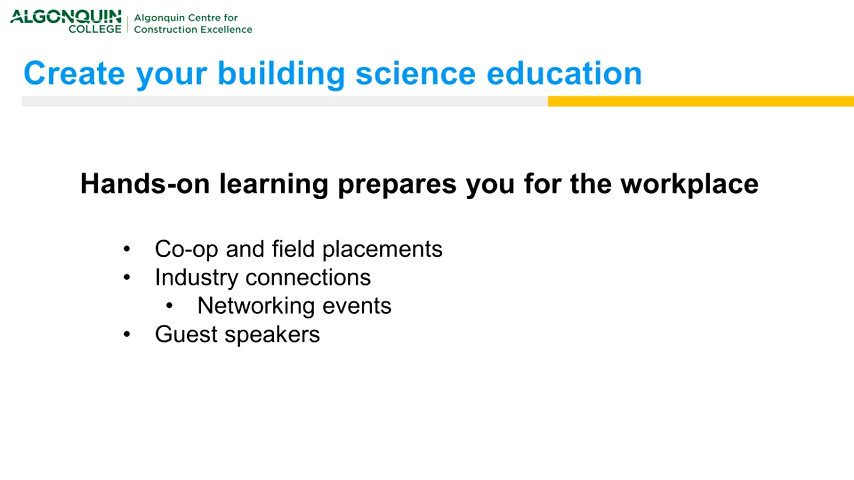 ALGONQUIN
COLLEGE
Algonquin Centre for
Construction Excellence
Create your building science education
Hands-on learning prepares you for the workplace
• Co-op and field placements
• Industry connections
• Networking events
• Guest speakers